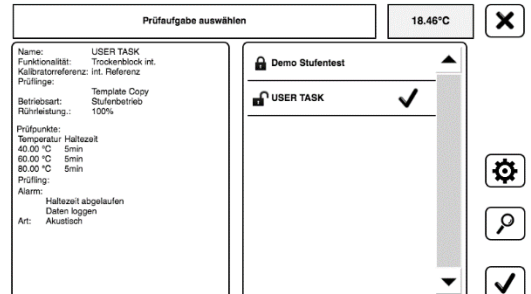 Prüfaufgabe auswählen
18.46°C
Name: USER TASK
Funktionalität: Trockenblock int.
Kalibratorreferenz: int. Referenz
Prüflinge:
Template Copy
Betriebsart: Stufenbetrieb
Rührleistung.: 100%
Prüfpunkte:
Temperatur Haltezeit
40.00 °C 5min
60.00 °C 5min
80.00 °C 5min
Prüfling:
Alarm:
Haltezeit abgelaufen
Daten loggen
Art: Akustisch
Demo Stufentest
USER TASK